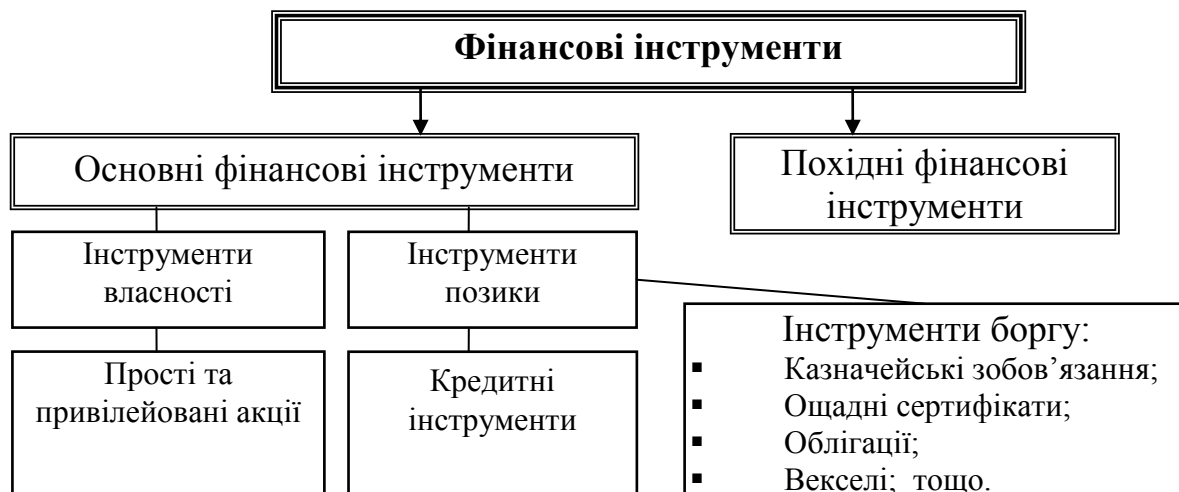 Фінансові інструменти
Основні фінансові інструменти
Похідні фінансові
інструменти
Інструменти
власності
Інструменти
позики
Прості та
привілейовані акції
Кредитні
інструменти
Інструменти боргу:
▪ Казначейські зобов’язання;
▪ Ощадні сертифікати;
▪ Облігації;
▪ Векселі; тощо.